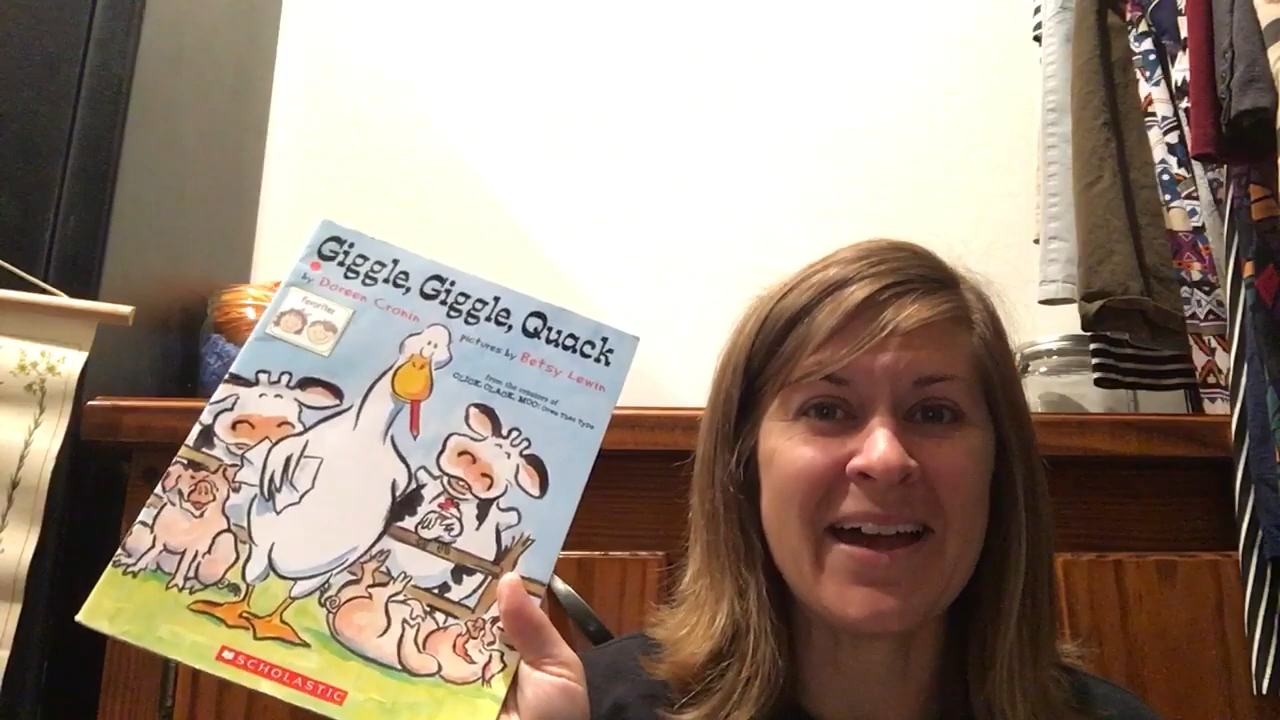 Giggle, Giggle, Quack
by Doreen Cronin
pictures by Betsy Lewin
favorites
from the creators of
CLICK, CLACK, MOO: Cows That Type
SCHOLASTIC